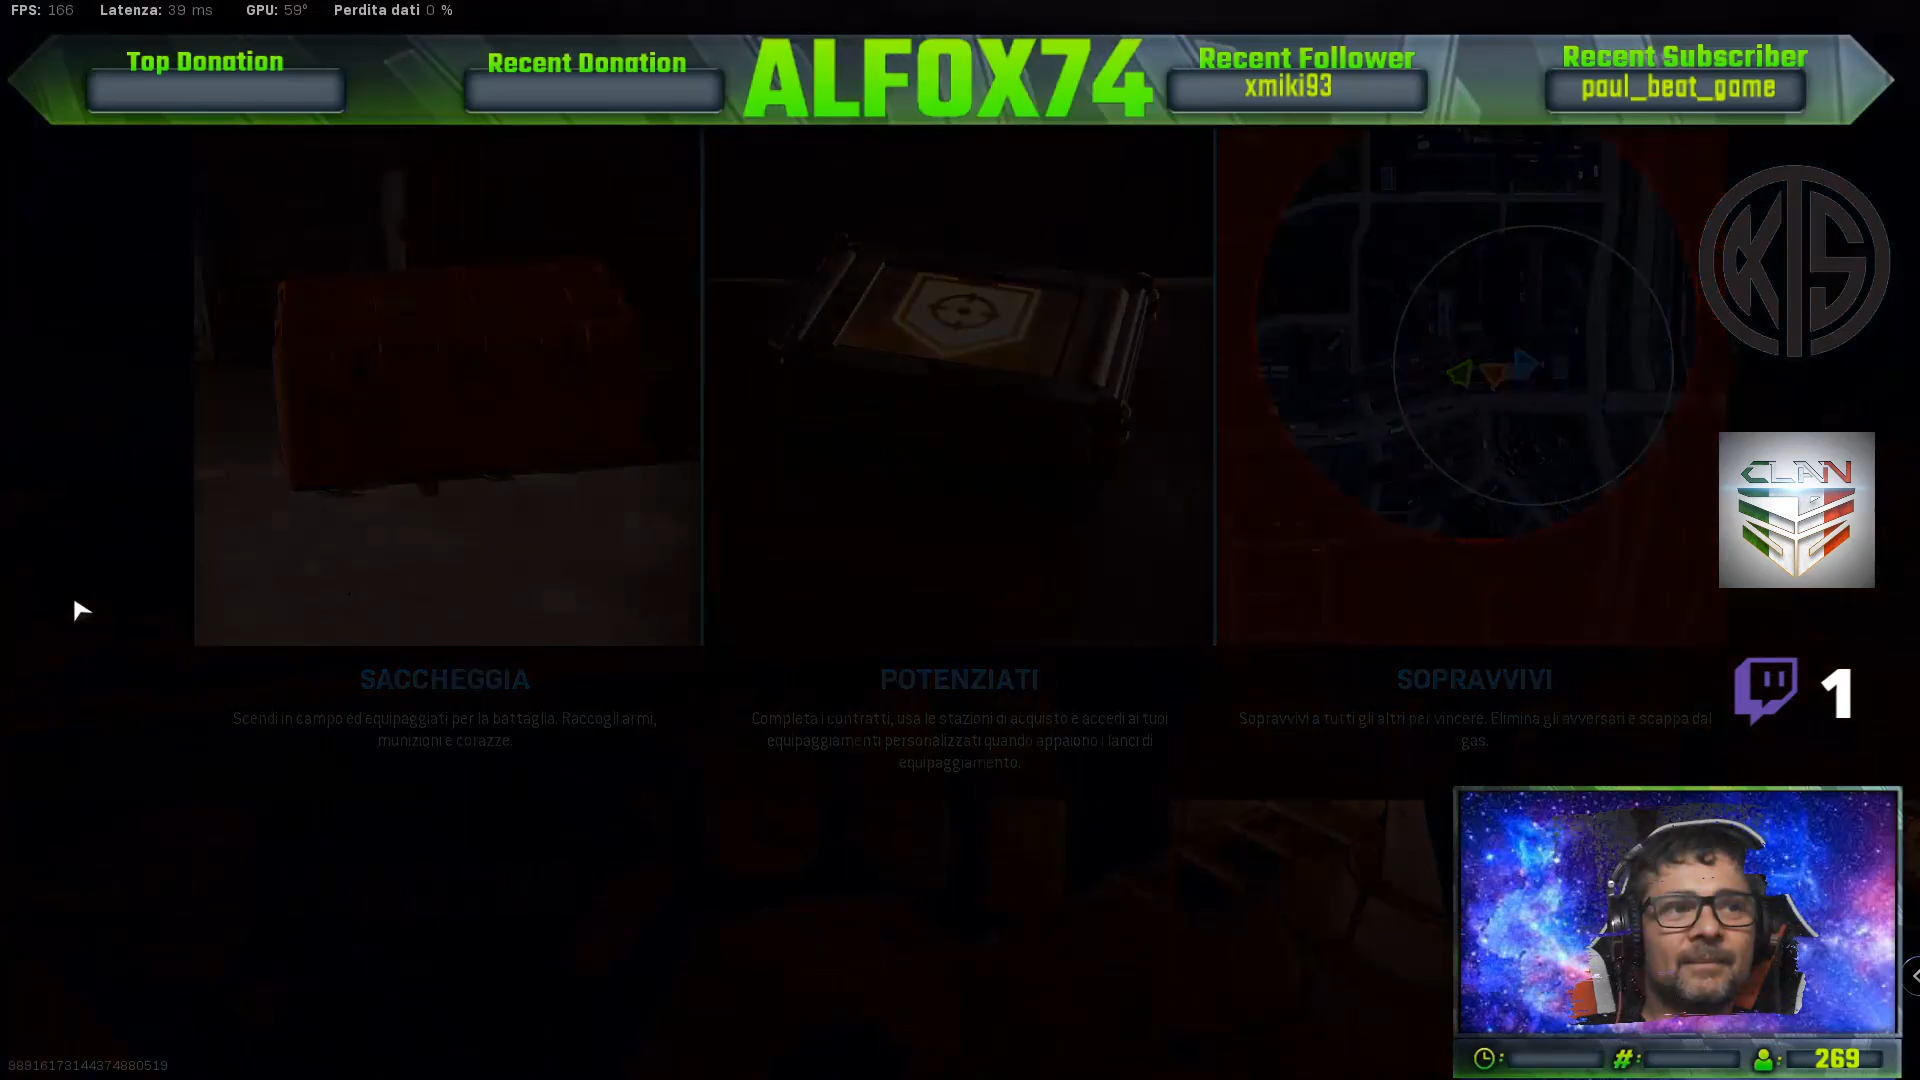 FPS: 166 Latenza: 39 ms GPU: 59° Perdita dati 0 %
Top Donation
Recent Donation
ALFOX74
Recent Follower
xmiki93
Recent Subscriber
paul_beat_game
KTS
CLAN
SACCHEGGIA
Scendi in campo ed equipaggiati per la battaglia. Raccogli armi,
munizioni e corazze.
POTENZIATI
Completa i contratti, usa le stazioni di acquisto e accedi ai tuoi
equipaggiamenti personalizzati quando appaiono i lanci di
equipaggiamento.
SOPRAVVIVI
Sopravvivi a tutti gli altri per vincere. Elimina gli avversari e scappa dal
gas.
1
: #: : 269
98916173144374880519